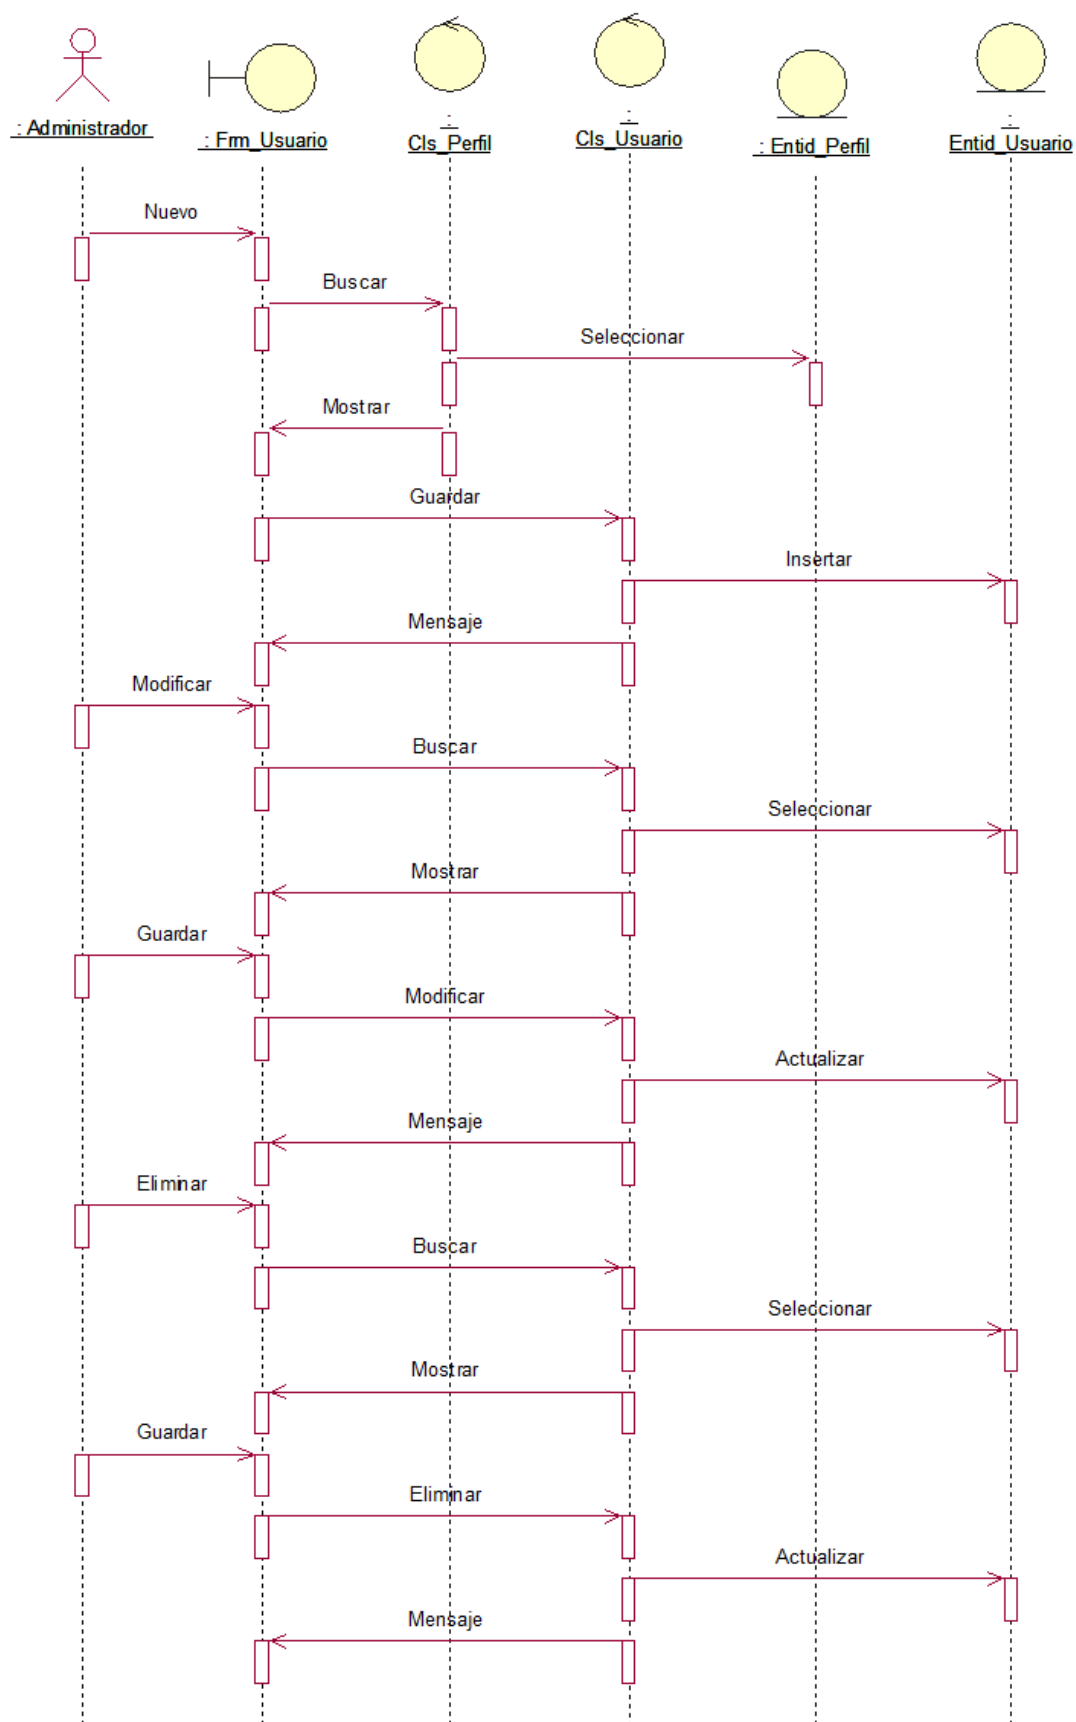 : Administrador
: Frm_Usuario
:
Cls_Perfil
:
Cls_Usuario
: Entid_Perfil
:
Entid_Usuario
Nuevo
Buscar
Seleccionar
Mostrar
Guardar
Insertar
Mensaje
Modificar
Buscar
Seleccionar
Mostrar
Guardar
Modificar
Actualizar
Mensaje
Eliminar
Buscar
Seleccionar
Mostrar
Guardar
Eliminar
Actualizar
Mensaje